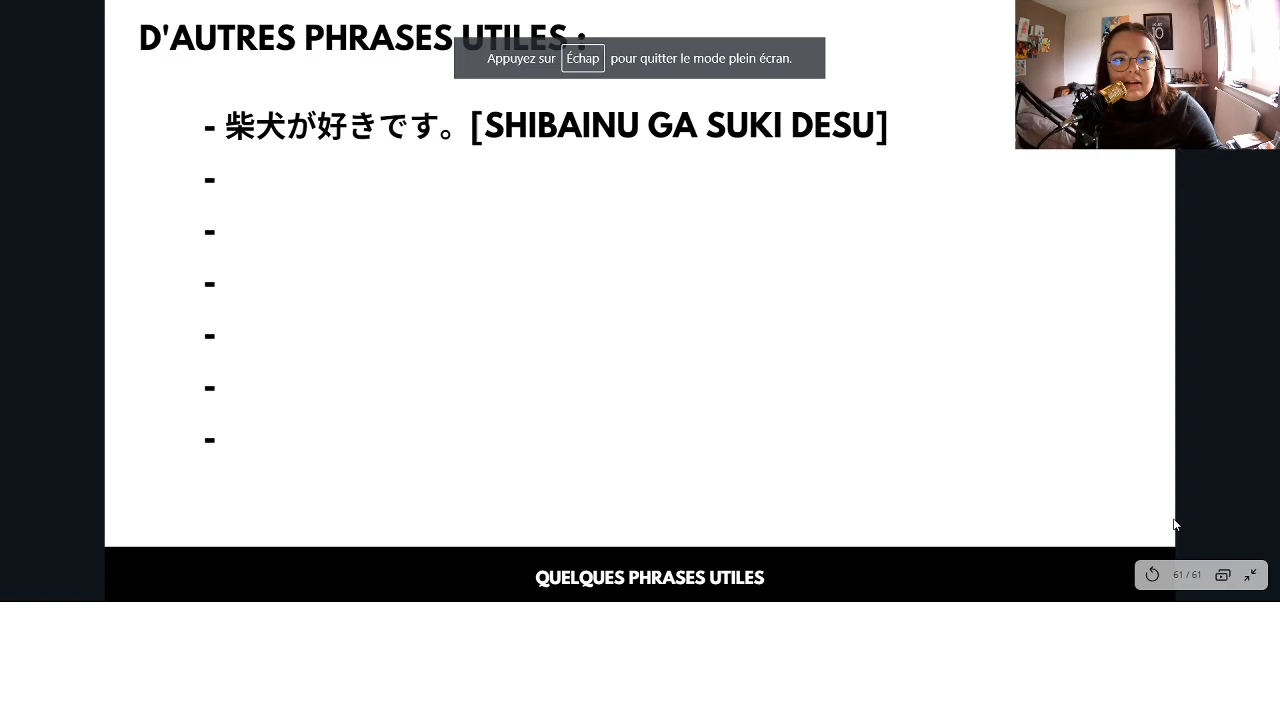 D'AUTRES PHRASES UTILES :
Appuyez sur Échap pour quitter le mode plein écran.
- 柴犬が好きです。[SHIBAINU GA SUKI DESU]
-
-
-
-
-
-
QUELQUES PHRASES UTILES
61 / 61